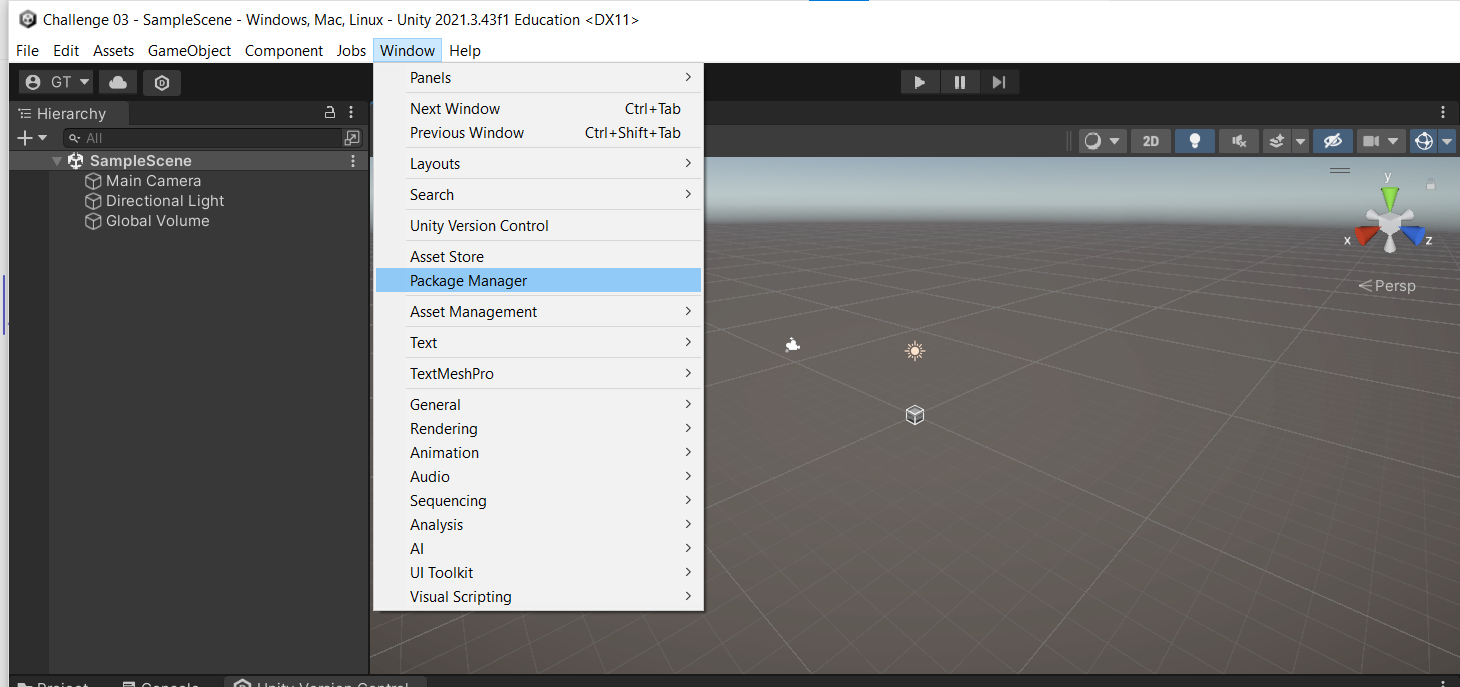 Challenge 03 - SampleScene - Windows, Mac, Linux - Unity 2021.3.43f1 Education <DX11>
File Edit Assets GameObject Component Jobs Window Help
GT
Hierarchy
All
SampleScene
Main Camera
Directional Light
Global Volume
Panels
Next Window Ctrl+Tab
Previous Window Ctrl+Shift+Tab
Layouts
Search
Unity Version Control
Asset Store
Package Manager
Asset Management
Text
TextMeshPro
General
Rendering
Animation
Audio
Sequencing
Analysis
AI
UI Toolkit
Visual Scripting
2D
y
x z
Persp
Project Console Unity Version Control